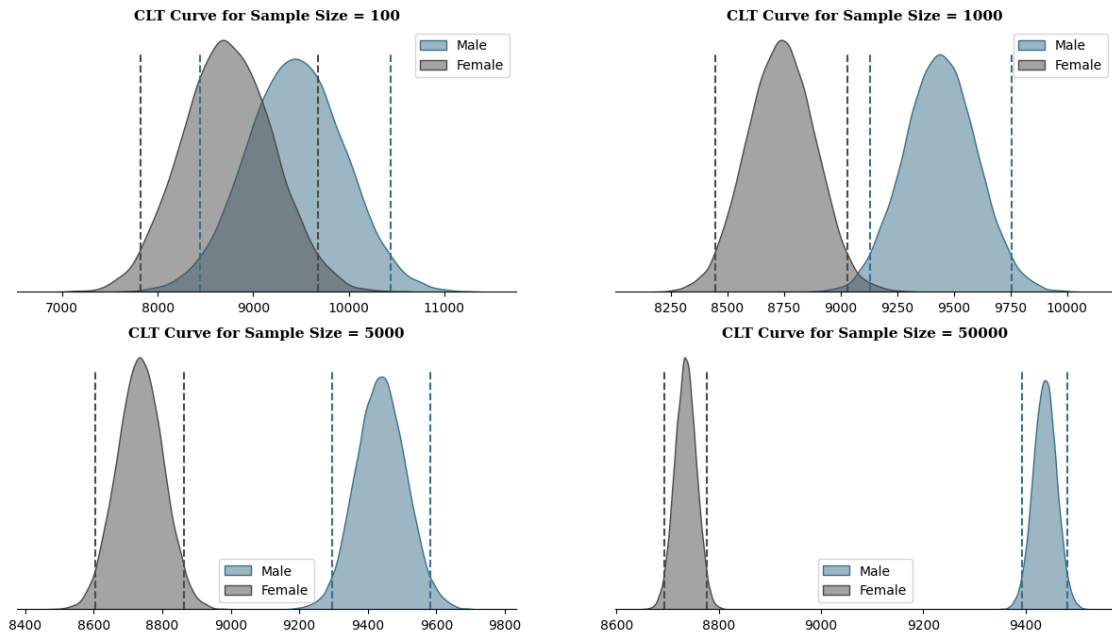 CLT Curve for Sample Size = 100
Male
Female
7000 8000 9000 10000 11000
CLT Curve for Sample Size = 1000
Male
Female
8250 8500 8750 9000 9250 9500 9750 10000
CLT Curve for Sample Size = 5000
Male
Female
8400 8600 8800 9000 9200 9400 9600 9800
CLT Curve for Sample Size = 50000
Male
Female
8600 8800 9000 9200 9400